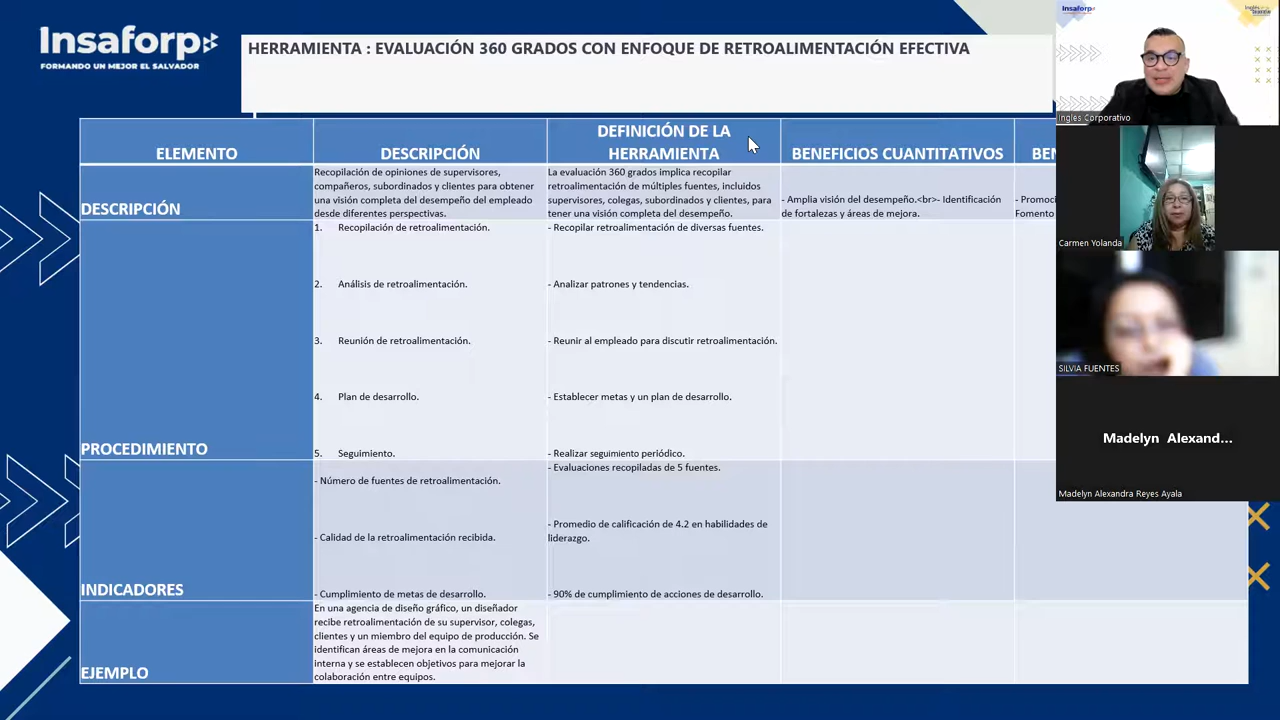 Insaforp
FORMANDO UN MEJOR EL SALVADOR
HERRAMIENTA : EVALUACIÓN 360 GRADOS CON ENFOQUE DE RETROALIMENTACIÓN EFECTIVA
ELEMENTO
DESCRIPCIÓN
DEFINICIÓN DE LA
HERRAMIENTA
BENEFICIOS CUANTITATIVOS
BEN
DESCRIPCIÓN
Recopilación de opiniones de supervisores,
compañeros, subordinados y clientes para obtener
una visión completa del desempeño del empleado
desde diferentes perspectivas.
La evaluación 360 grados implica recopilar
retroalimentación de múltiples fuentes, incluidos
supervisores, colegas, subordinados y clientes, para
tener una visión completa del desempeño.
- Amplia visión del desempeño.<br>- Identificación
de fortalezas y áreas de mejora.
- Promoci
Fomento
PROCEDIMIENTO
1. Recopilación de retroalimentación.
2. Análisis de retroalimentación.
3. Reunión de retroalimentación.
4. Plan de desarrollo.
5. Seguimiento.
- Recopilar retroalimentación de diversas fuentes.
- Analizar patrones y tendencias.
- Reunir al empleado para discutir retroalimentación.
- Establecer metas y un plan de desarrollo.
- Realizar seguimiento periódico.
INDICADORES
- Número de fuentes de retroalimentación.
- Calidad de la retroalimentación recibida.
- Cumplimiento de metas de desarrollo.
- Evaluaciones recopiladas de 5 fuentes.
- Promedio de calificación de 4.2 en habilidades de
liderazgo.
- 90% de cumplimiento de acciones de desarrollo.
EJEMPLO
En una agencia de diseño gráfico, un diseñador
recibe retroalimentación de su supervisor, colegas,
clientes y un miembro del equipo de producción. Se
identifican áreas de mejora en la comunicación
interna y se establecen objetivos para mejorar la
colaboración entre equipos.
Insaforp
Ingles Corporativo
Carmen Yolanda
SILVIA FUENTES
Madelyn Alexand...
Madelyn Alexandra Reyes Ayala